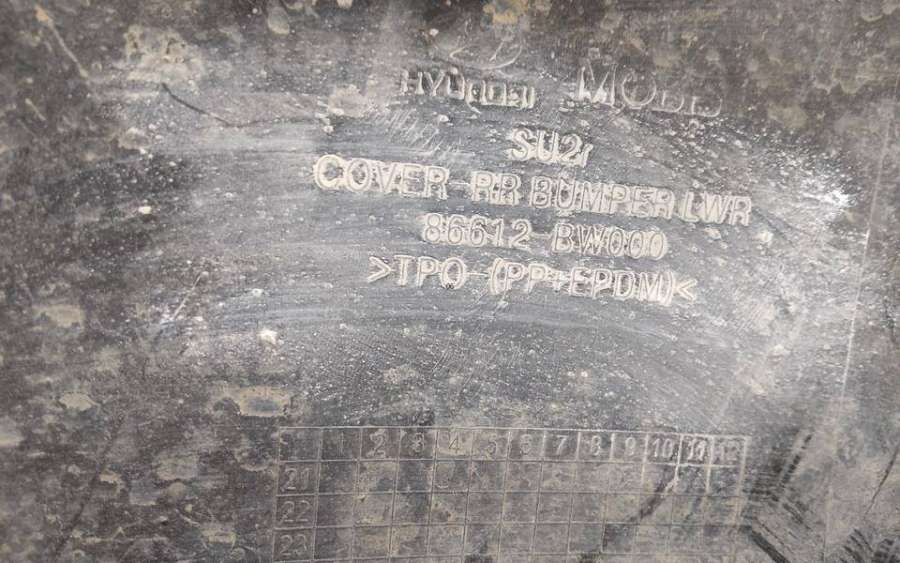 HYUNDAI MOBIS
SU2r
COVER-RR BUMPER LWR
86612-BW000
>TPO-(PP+EPDM)<
1 2 3 4 5 6 7 8 9 10 11 12
21
22
23